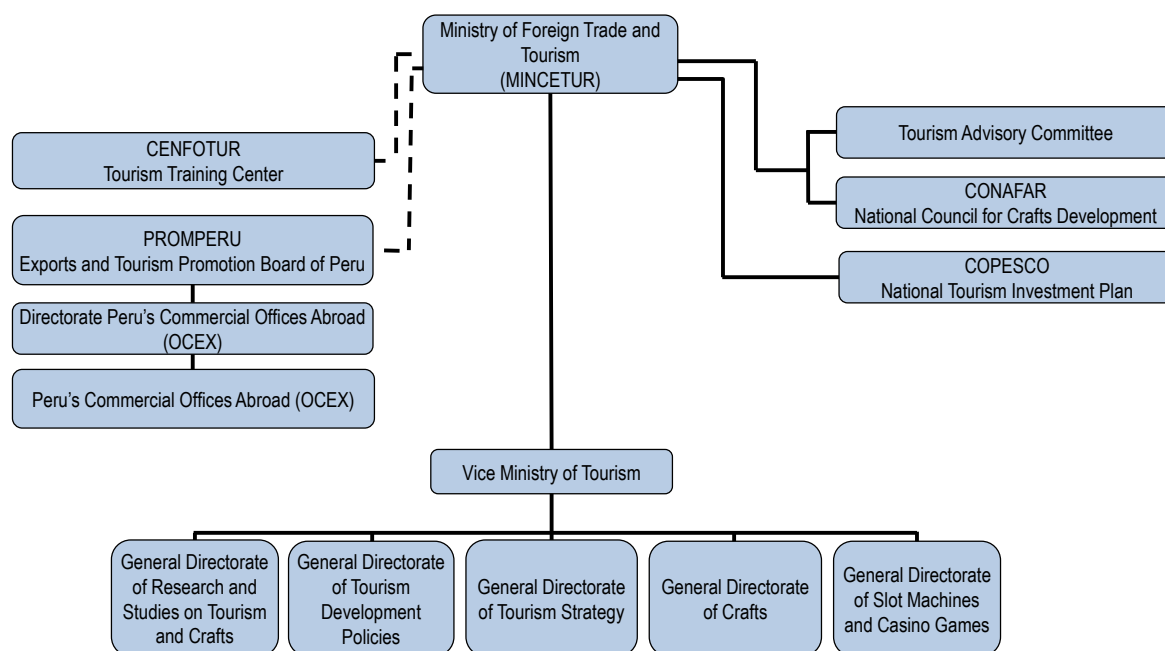 Ministry of Foreign Trade and
Tourism
(MINCETUR)
CENFOTUR
Tourism Training Center
Tourism Advisory Committee
CONAFAR
National Council for Crafts Development
PROMPERU
Exports and Tourism Promotion Board of Peru
COPESCO
National Tourism Investment Plan
Directorate Peru’s Commercial Offices Abroad
(OCEX)
Peru’s Commercial Offices Abroad (OCEX)
Vice Ministry of Tourism
General Directorate
of Research and
Studies on Tourism
and Crafts
General Directorate
of Tourism
Development
Policies
General Directorate
of Tourism Strategy
General Directorate
of Crafts
General Directorate
of Slot Machines
and Casino Games